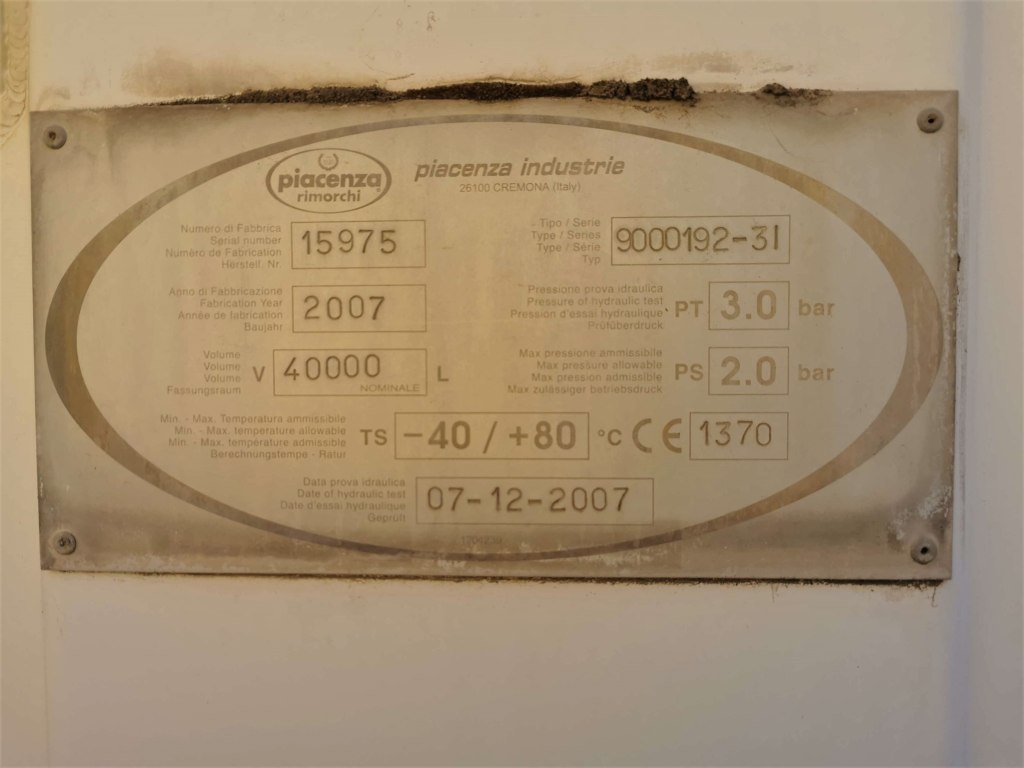 piacenza
rimorchi
piacenza industrie
26100 CREMONA (Italy)
Numero di Fabbrica
Serial number
Numéro de Fabrication
Herstell. Nr.
15975
Tipo / Serie
Type / Series
Type / Série
Typ
9000192-31
Anno di Fabbricazione
Fabrication Year
Année de fabrication
Baujahr
2007
Pressione prova idraulica
Pressure of hydraulic test
Pression d'essai hydraulique
Prüfüberdruck
PT 3.0 bar
Volume
Volume
Volume
Fassungsraum
V 40000 L
NOMINALE
Max pressione ammissibile
Max pressure allowable
Max pression admissible
Max zulässiger betriebsdruck
PS 2.0 bar
Min. - Max. Temperatura ammissibile
Min. - Max. temperature allowable
Min. - Max. température admissible
Berechnungstempe - Ratur
TS -40 / +80 °C CE 1370
Data prova idraulica
Date of hydraulic test
Date d'essai hydraulique
Geprüft
07-12-2007